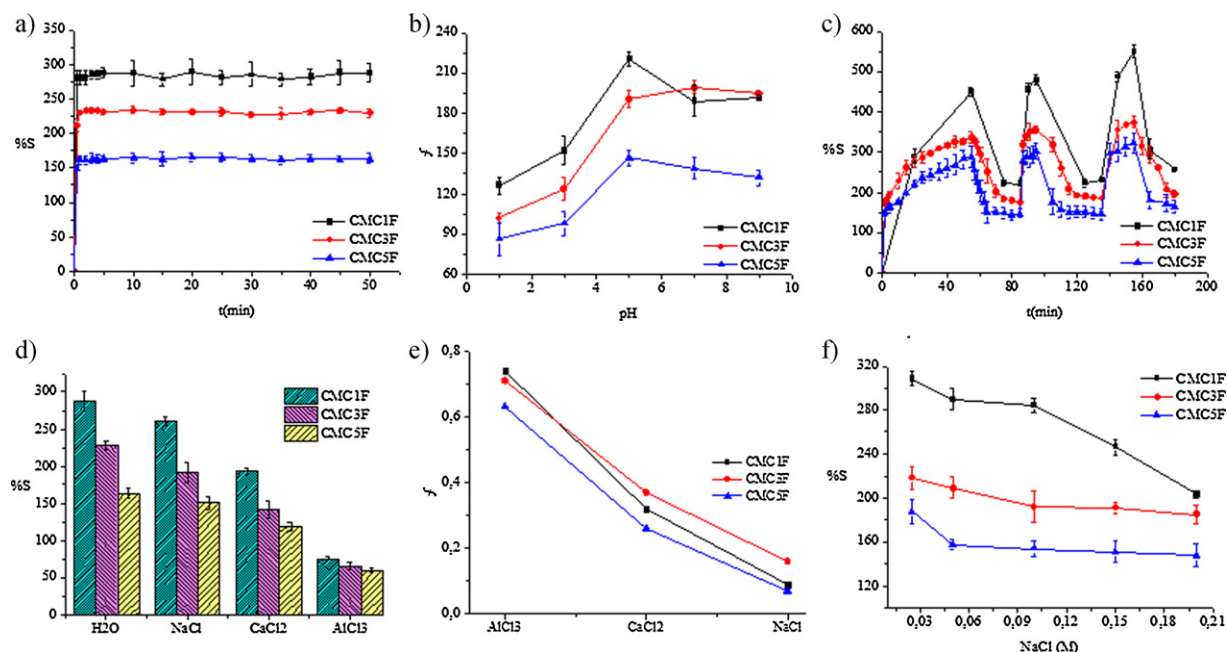 a)
350
300
250
200
150
100
50
0
%S
CMC1F
CMC3F
CMC5F
0 10 20 30 40 50
t(min)
b)
240
210
180
150
120
90
60
f
CMC1F
CMC3F
CMC5F
0 2 4 6 8 10
pH
c)
600
500
400
300
200
100
0
%S
CMC1F
CMC3F
CMC5F
0 40 80 120 160 200
t(min)
d)
300
250
200
150
100
50
0
%S
CMC1F
CMC3F
CMC5F
H2O NaCl CaCl2 AlCl3
e)
0,8
0,6
0,4
0,2
0,0
f
CMC1F
CMC3F
CMC5F
AlCl3 CaCl2 NaCl
f)
320
280
240
200
160
120
%S
CMC1F
CMC3F
CMC5F
0,03 0,06 0,09 0,12 0,15 0,18 0,21
NaCl (M)